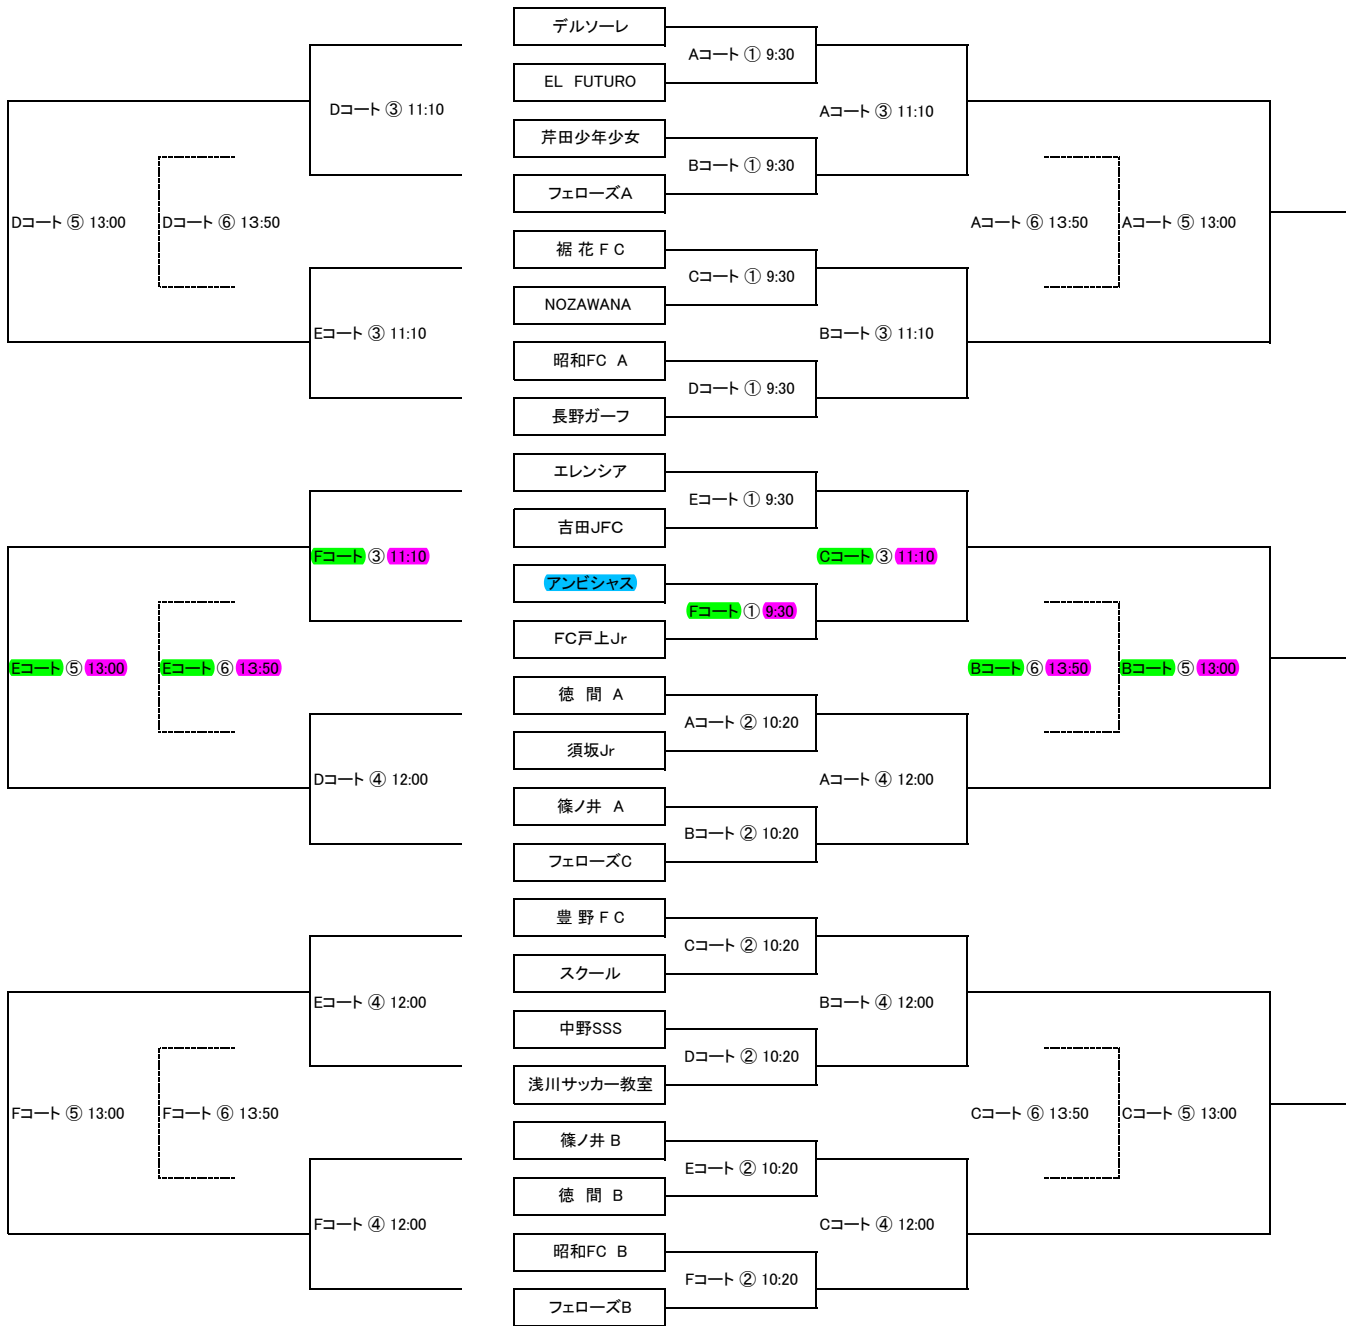 デルソーレ
Aコート ① 9:30
EL FUTURO
Dコート ③ 11:10
Aコート ③ 11:10
芹田少年少女
Bコート ① 9:30
フェローズA
Dコート ⑤ 13:00
Dコート ⑥ 13:50
Aコート ⑥ 13:50
Aコート ⑤ 13:00
裾 花 F C
Cコート ① 9:30
NOZAWANA
Eコート ③ 11:10
Bコート ③ 11:10
昭和FC A
Dコート ① 9:30
長野ガーフ
エレンシア
Eコート ① 9:30
吉田JFC
Fコート ③ 11:10
Cコート ③ 11:10
アンビシャス
Fコート ① 9:30
FC戸上Jr
Eコート ⑤ 13:00
Eコート ⑥ 13:50
Bコート ⑥ 13:50
Bコート ⑤ 13:00
徳 間 A
Aコート ② 10:20
須坂Jr
Dコート ④ 12:00
Aコート ④ 12:00
篠ノ井 A
Bコート ② 10:20
フェローズC
豊 野 F C
Cコート ② 10:20
スクール
Eコート ④ 12:00
Bコート ④ 12:00
中野SSS
Dコート ② 10:20
浅川サッカー教室
Fコート ⑤ 13:00
Fコート ⑥ 13:50
Cコート ⑥ 13:50
Cコート ⑤ 13:00
篠ノ井 B
Eコート ② 10:20
徳 間 B
Fコート ④ 12:00
Cコート ④ 12:00
昭和FC B
Fコート ② 10:20
フェローズB